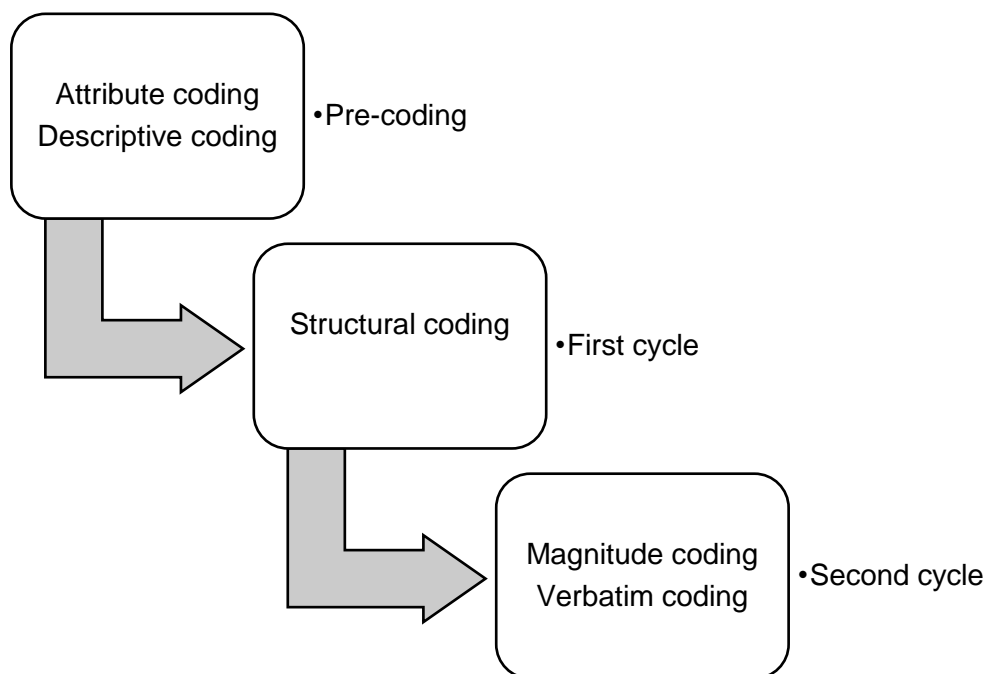 Attribute coding
Descriptive coding
•Pre-coding
Structural coding
•First cycle
Magnitude coding
Verbatim coding
•Second cycle